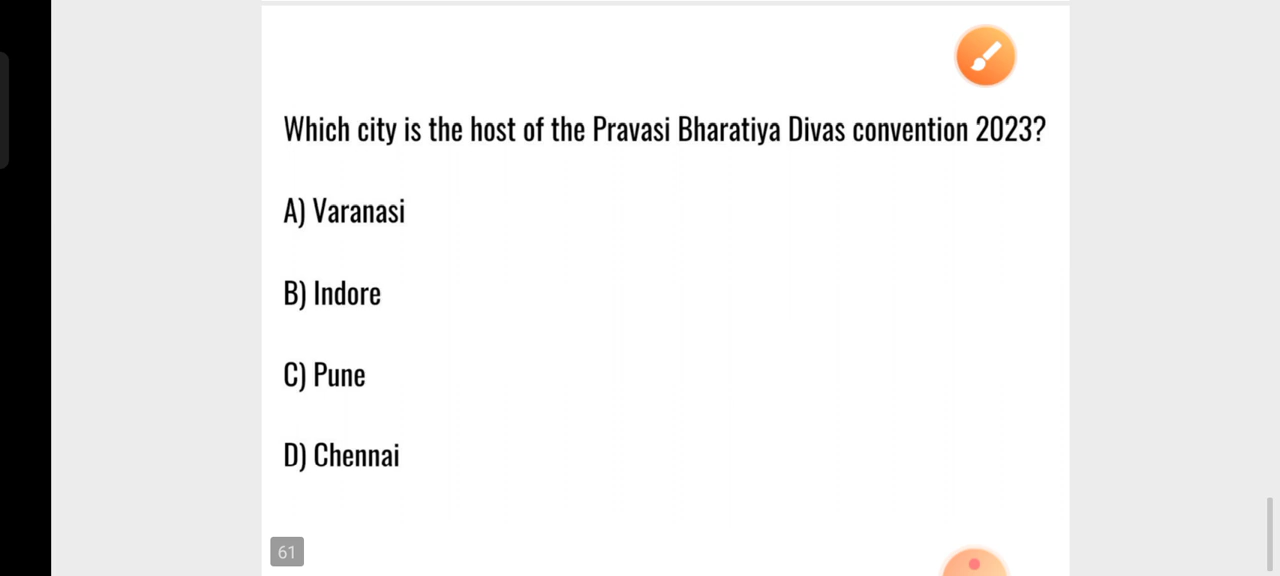 Which city is the host of the Pravasi Bharatiya Divas convention 2023?
A) Varanasi
B) Indore
C) Pune
D) Chennai
61